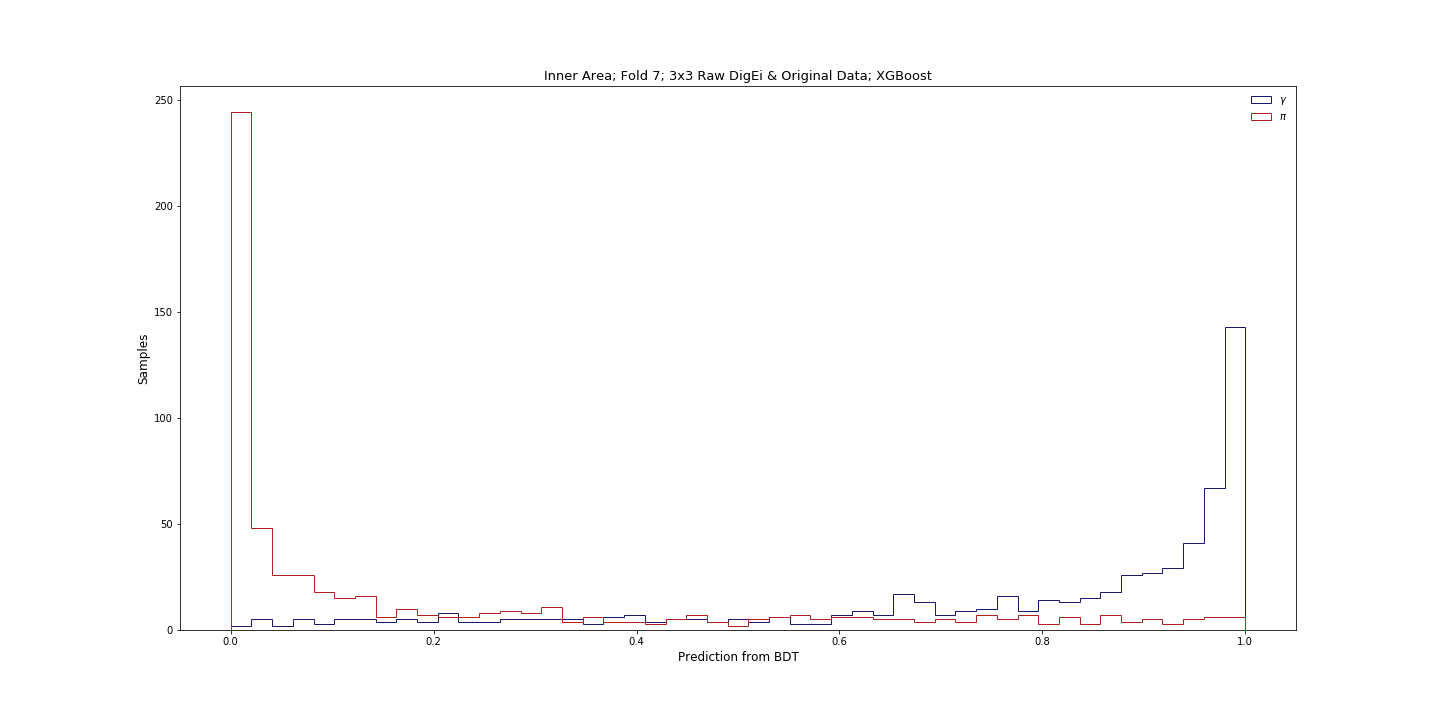 Inner Area; Fold 7; 3x3 Raw DigEi & Original Data; XGBoost
γ
π
250
200
150
100
50
0
Samples
0.0 0.2 0.4 0.6 0.8 1.0
Prediction from BDT